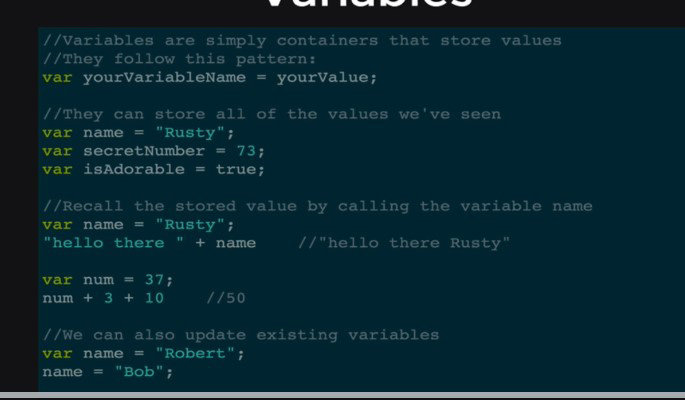 Variables
//Variables are simply containers that store values
//They follow this pattern:
var yourVariableName = yourValue;
//They can store all of the values we've seen
var name = "Rusty";
var secretNumber = 73;
var isAdorable = true;
//Recall the stored value by calling the variable name
var name = "Rusty";
"hello there " + name    //"hello there Rusty"
var num = 37;
num + 3 + 10    //50
//We can also update existing variables
var name = "Robert";
name = "Bob";